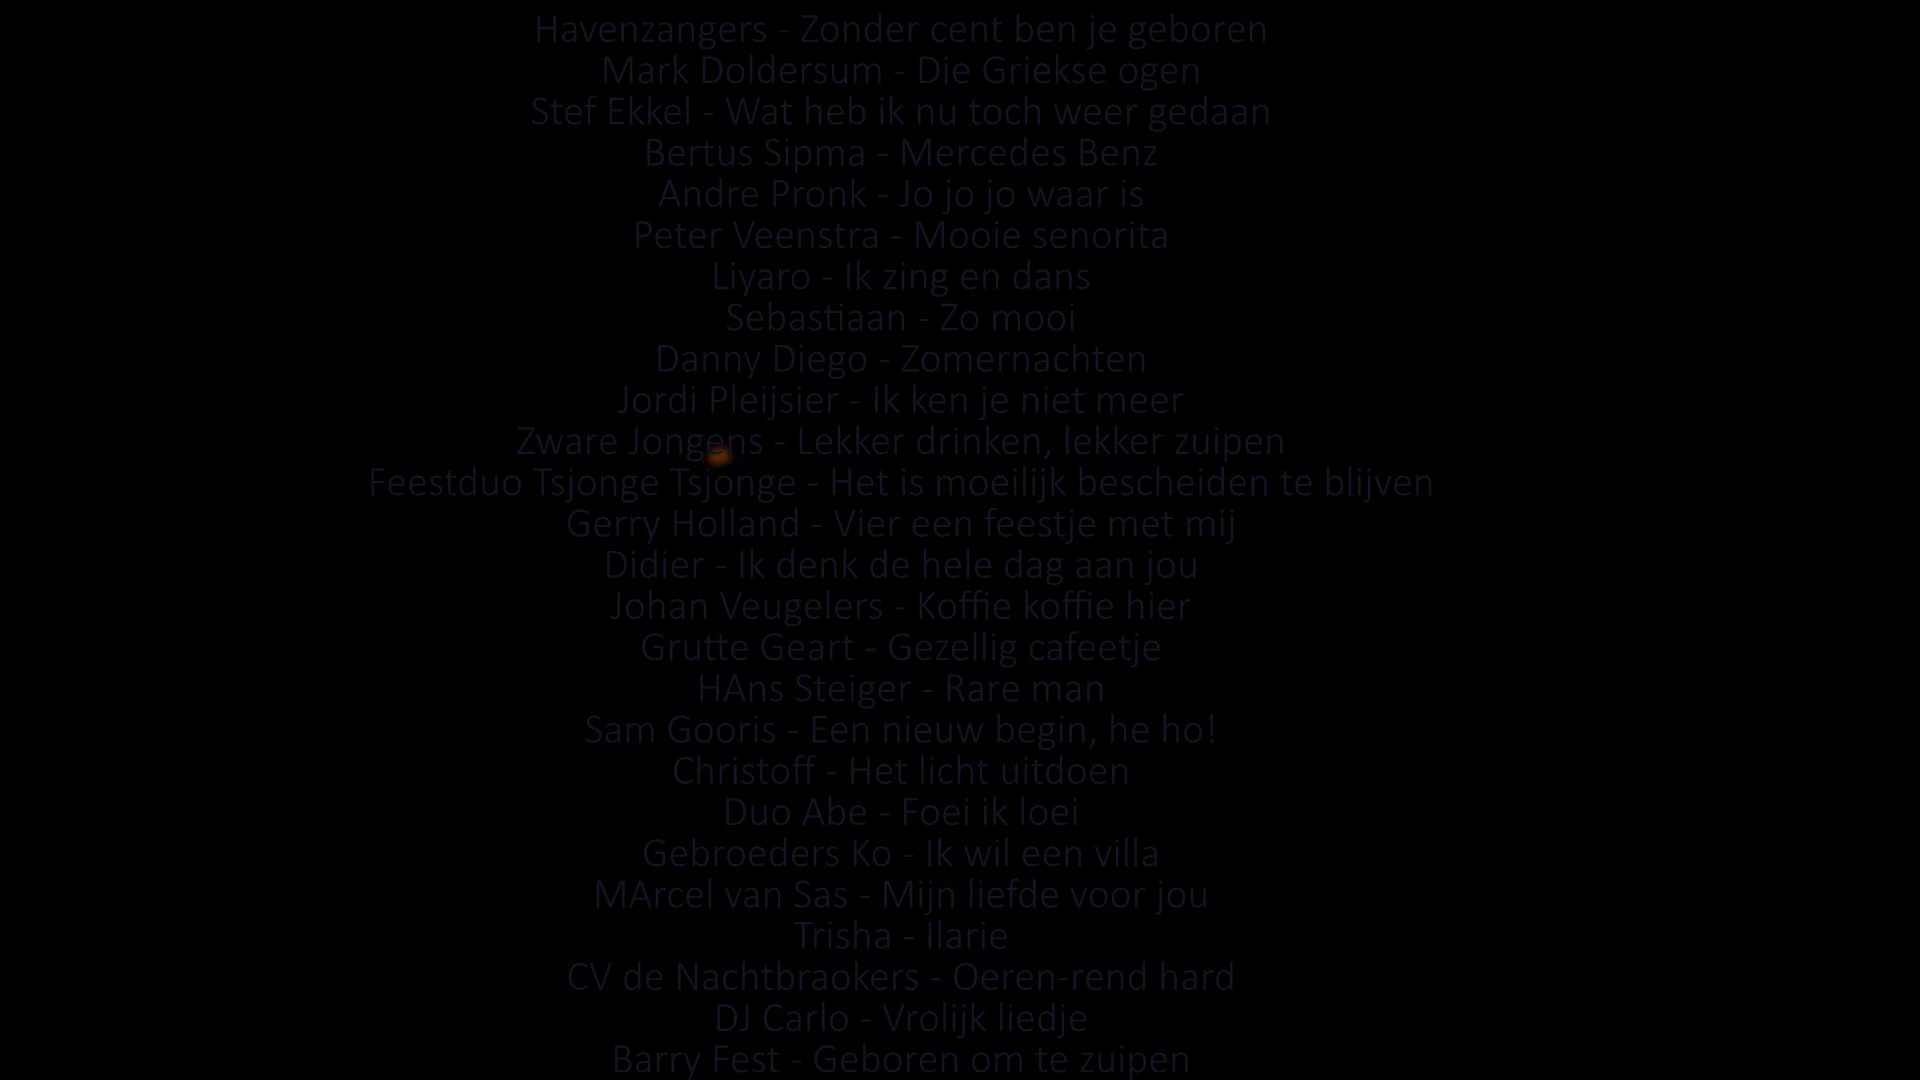 Havenzangers - Zonder cent ben je geboren
Mark Doldersum - Die Griekse ogen
Stef Ekkel - Wat heb ik nu toch weer gedaan
Bertus Sipma - Mercedes Benz
Andre Pronk - Jo jo jo waar is
Peter Veenstra - Mooie senorita
Liyaro - Ik zing en dans
Sebastiaan - Zo mooi
Danny Diego - Zomernachten
Jordi Pleijsier - Ik ken je niet meer
Zware Jongens - Lekker drinken, lekker zuipen
Feestduo Tsjonge Tsjonge - Het is moeilijk bescheiden te blijven
Gerry Holland - Vier een feestje met mij
Didier - Ik denk de hele dag aan jou
Johan Veugelers - Koffie koffie hier
Grutte Geart - Gezellig cafeetje
HAns Steiger - Rare man
Sam Gooris - Een nieuw begin, he ho!
Christoff - Het licht uitdoen
Duo Abe - Foei ik loei
Gebroeders Ko - Ik wil een villa
MArcel van Sas - Mijn liefde voor jou
Trisha - Ilarie
CV de Nachtbraokers - Oeren-rend hard
DJ Carlo - Vrolijk liedje
Barry Fest - Geboren om te zuipen